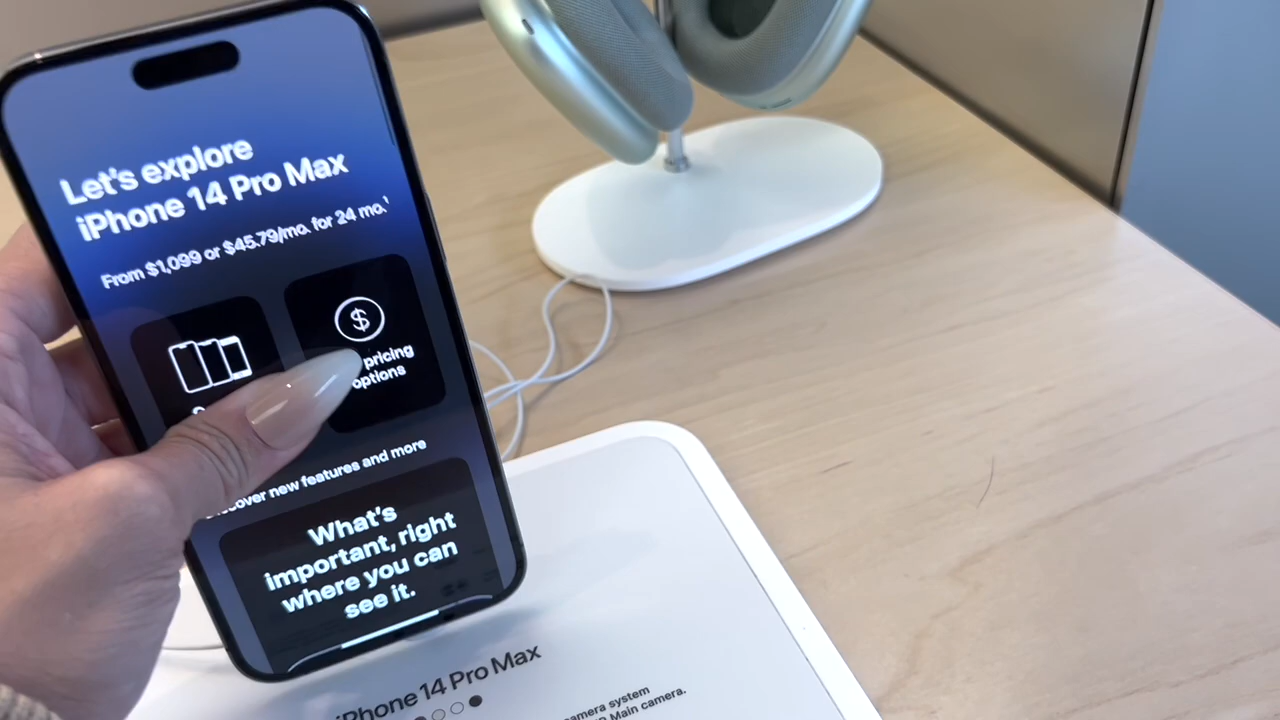 Let's explore
iPhone 14 Pro Max
From $1,099 or $45.79/mo. for 24 mo.¹
pricing
options
new features and more
What's
important, right
where you can
see it.
iPhone 14 Pro Max
camera system
Main camera.